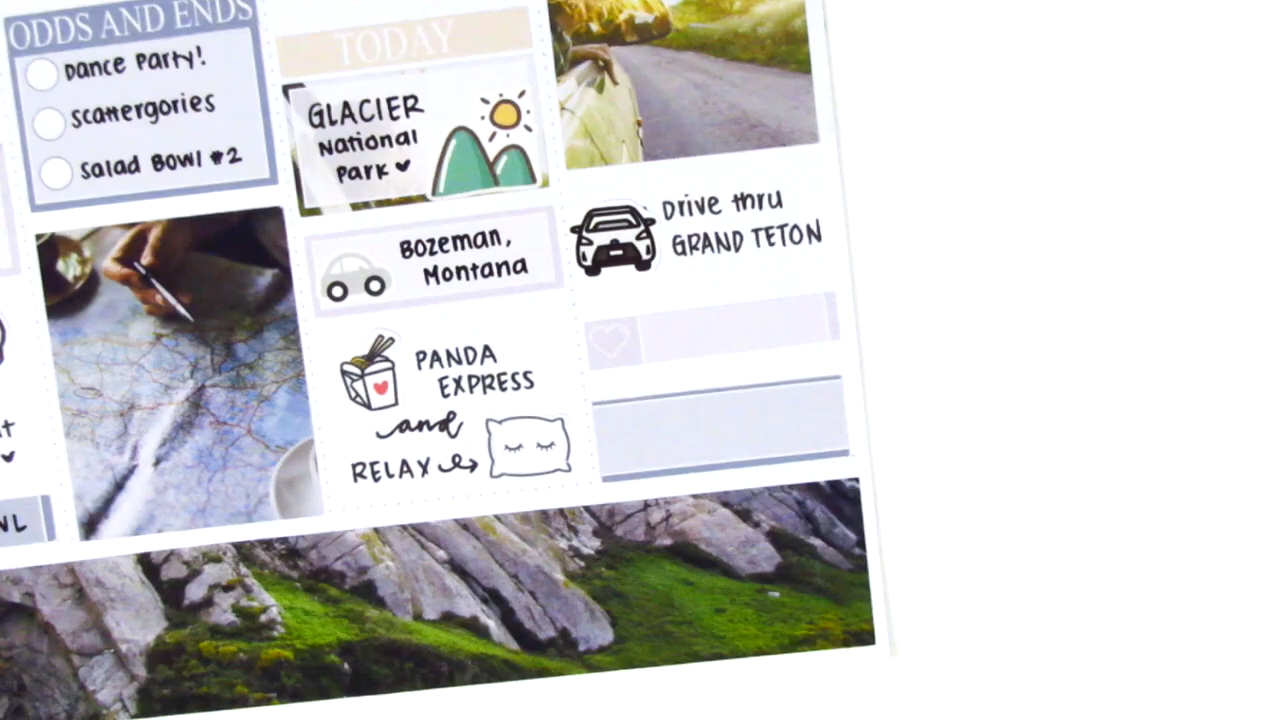 ODDS AND ENDS
Dance Party!
Scattergories
Salad Bowl #2
TODAY
GLACIER
National
Park
Bozeman,
Montana
PANDA
EXPRESS
and
RELAX
Drive thru
GRAND TETON